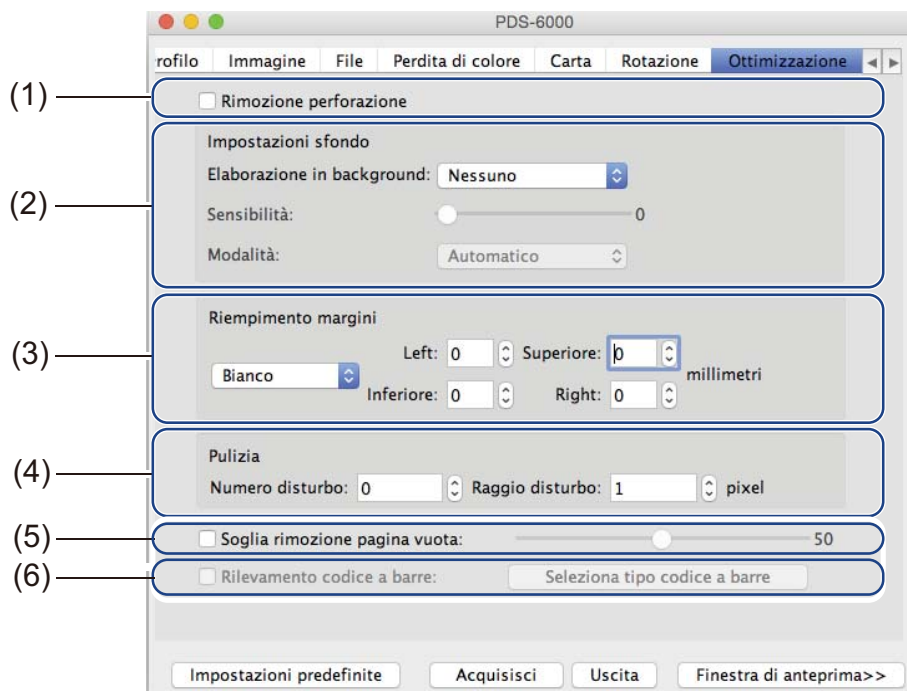 PDS-6000
rofilo Immagine File Perdita di colore Carta Rotazione Ottimizzazione
(1) Rimozione perforazione
(2) Impostazioni sfondo
Elaborazione in background: Nessuno
Sensibilità: 0
Modalità: Automatico
(3) Riempimento margini
Left: 0 Superiore: 0
Bianco millimetri
Inferiore: 0 Right: 0
(4) Pulizia
Numero disturbo: 0 Raggio disturbo: 1 pixel
(5) Soglia rimozione pagina vuota: 50
(6) Rilevamento codice a barre: Seleziona tipo codice a barre
Impostazioni predefinite Acquisisci Uscita Finestra di anteprima>>